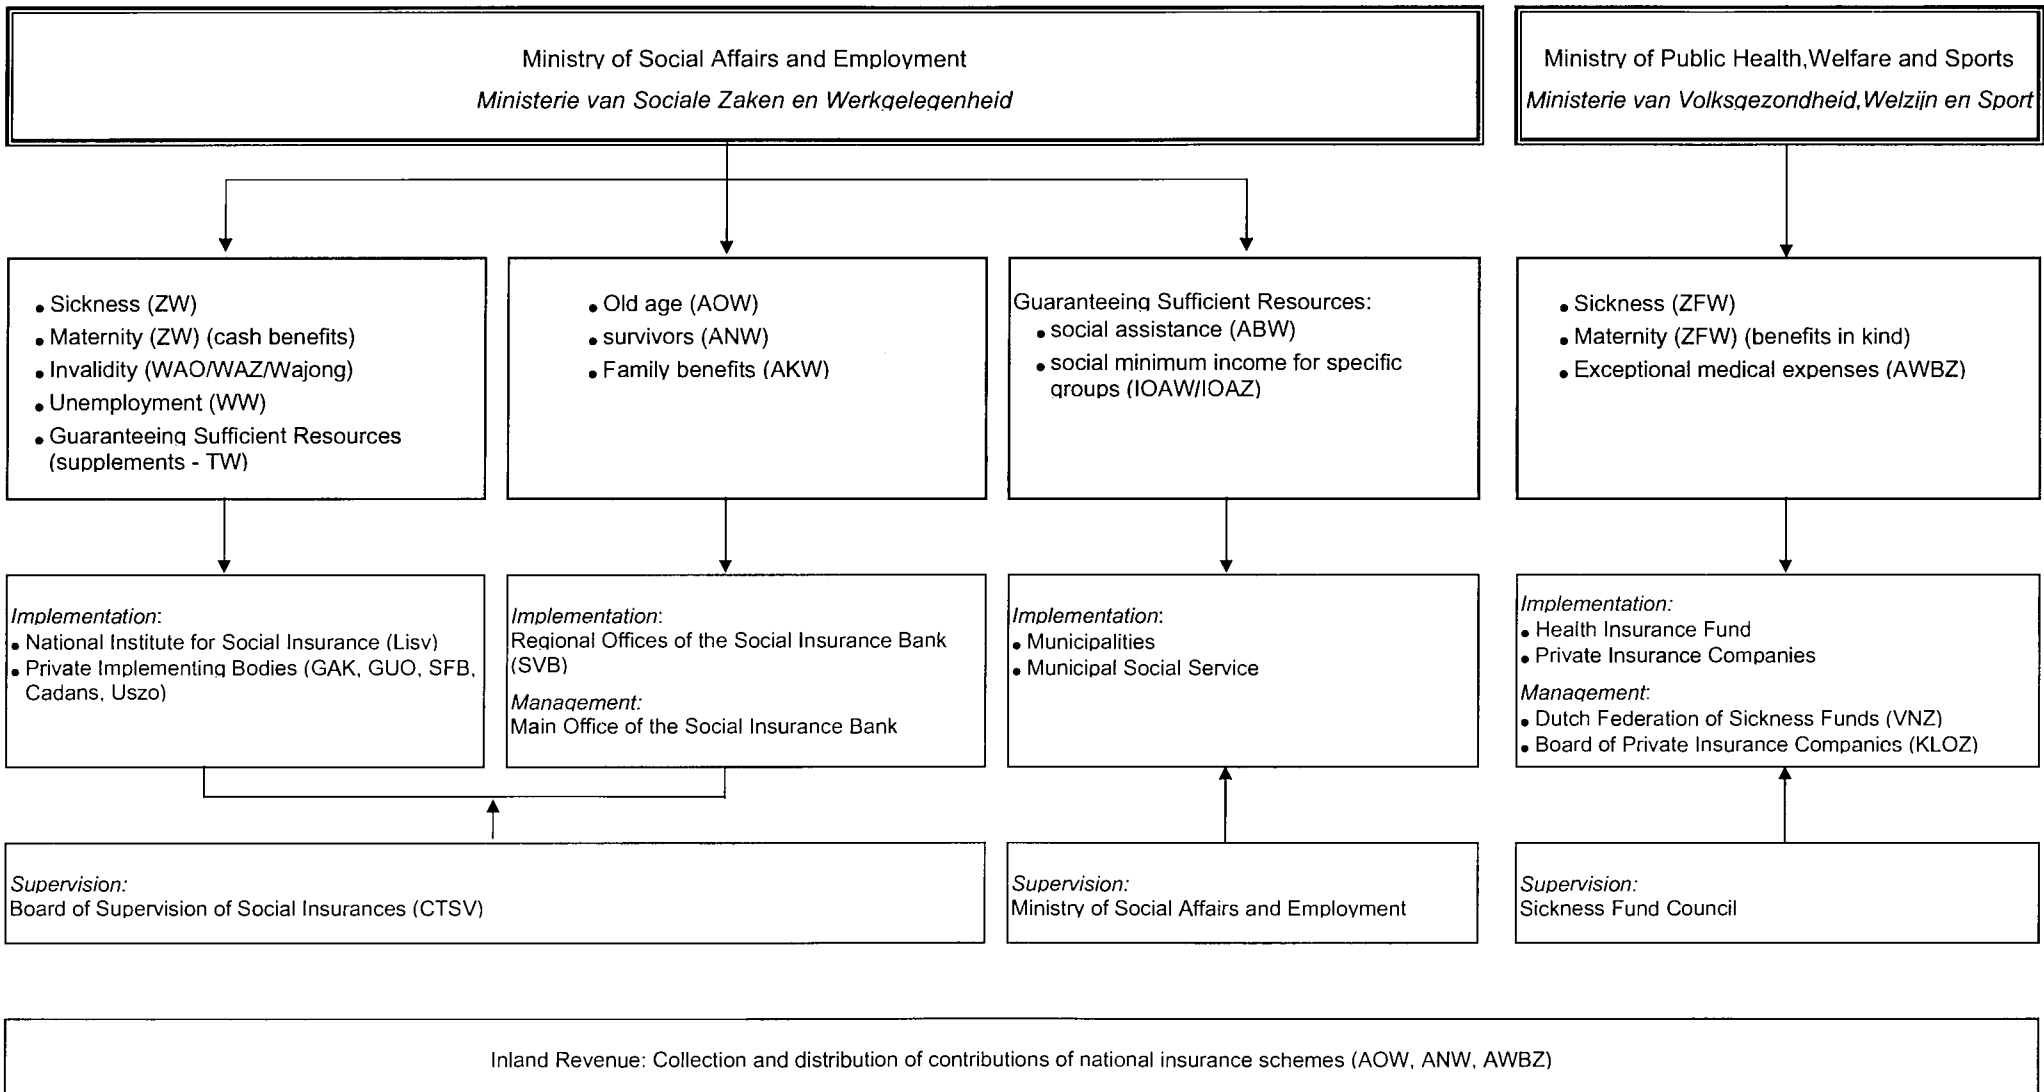 Ministry of Social Affairs and Employment
Ministerie van Sociale Zaken en Werkgelegenheid
Ministry of Public Health,Welfare and Sports
Ministerie van Volksgezondheid,Welzijn en Sport
• Sickness (ZW)
• Maternity (ZW) (cash benefits)
• Invalidity (WAO/WAZ/Wajong)
• Unemployment (WW)
• Guaranteeing Sufficient Resources
(supplements - TW)
• Old age (AOW)
• survivors (ANW)
• Family benefits (AKW)
Guaranteeing Sufficient Resources:
• social assistance (ABW)
• social minimum income for specific
groups (IOAW/IOAZ)
• Sickness (ZFW)
• Maternity (ZFW) (benefits in kind)
• Exceptional medical expenses (AWBZ)
Implementation:
• National Institute for Social Insurance (Lisv)
• Private Implementing Bodies (GAK, GUO, SFB,
Cadans, Uszo)
Implementation:
Regional Offices of the Social Insurance Bank
(SVB)
Management:
Main Office of the Social Insurance Bank
Implementation:
• Municipalities
• Municipal Social Service
Implementation:
• Health Insurance Fund
• Private Insurance Companies
Management:
• Dutch Federation of Sickness Funds (VNZ)
• Board of Private Insurance Companies (KLOZ)
Supervision:
Board of Supervision of Social Insurances (CTSV)
Supervision:
Ministry of Social Affairs and Employment
Supervision:
Sickness Fund Council
Inland Revenue: Collection and distribution of contributions of national insurance schemes (AOW, ANW, AWBZ)